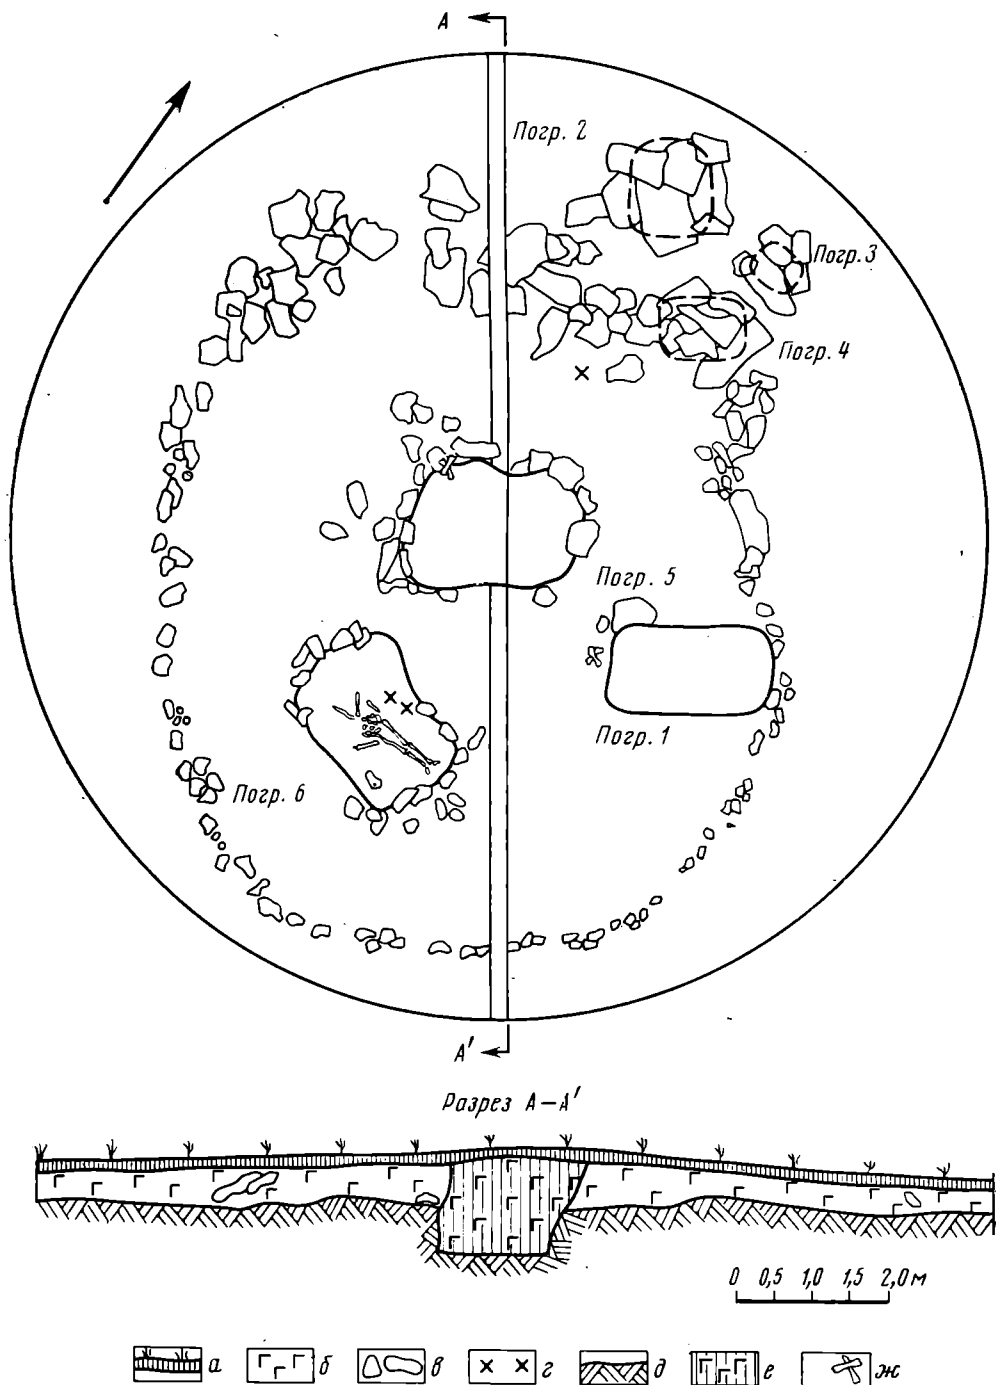 А
Погр. 2
Погр. 3
Погр. 4
Погр. 5
Погр. 1
Погр. 6
А'
Разрез А–А'
0 0,5 1,0 1,5 2,0 м
а б в г д е ж